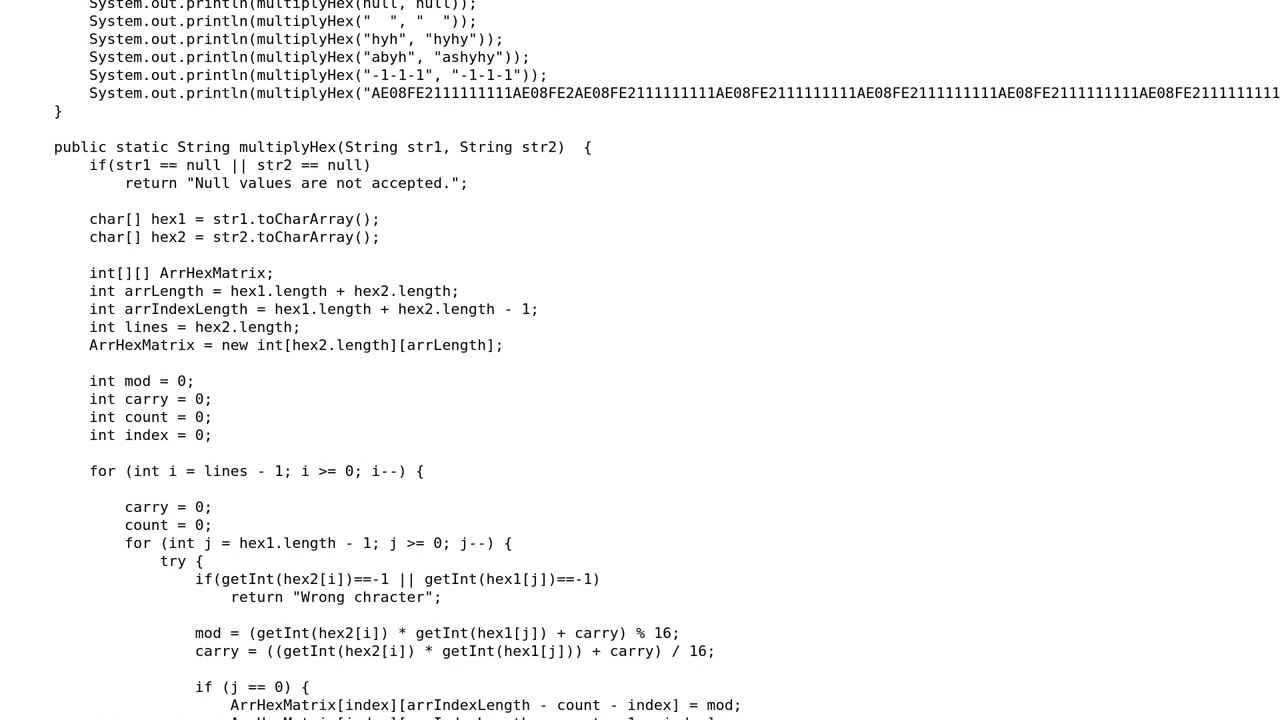 System.out.println(multiplyHex(null, null));
System.out.println(multiplyHex("  ", "  "));
System.out.println(multiplyHex("hyh", "hyhy"));
System.out.println(multiplyHex("abyh", "ashyhy"));
System.out.println(multiplyHex("-1-1-1", "-1-1-1"));
System.out.println(multiplyHex("AE08FE2111111111AE08FE2AE08FE2111111111AE08FE2111111111AE08FE2111111111AE08FE2111111111AE08FE2111111111
}
public static String multiplyHex(String str1, String str2)  {
if(str1 == null || str2 == null)
return "Null values are not accepted.";
char[] hex1 = str1.toCharArray();
char[] hex2 = str2.toCharArray();
int[][] ArrHexMatrix;
int arrLength = hex1.length + hex2.length;
int arrIndexLength = hex1.length + hex2.length - 1;
int lines = hex2.length;
ArrHexMatrix = new int[hex2.length][arrLength];
int mod = 0;
int carry = 0;
int count = 0;
int index = 0;
for (int i = lines - 1; i >= 0; i--) {
carry = 0;
count = 0;
for (int j = hex1.length - 1; j >= 0; j--) {
try {
if(getInt(hex2[i])==-1 || getInt(hex1[j])==-1)
return "Wrong chracter";
mod = (getInt(hex2[i]) * getInt(hex1[j]) + carry) % 16;
carry = ((getInt(hex2[i]) * getInt(hex1[j])) + carry) / 16;
if (j == 0) {
ArrHexMatrix[index][arrIndexLength - count - index] = mod;